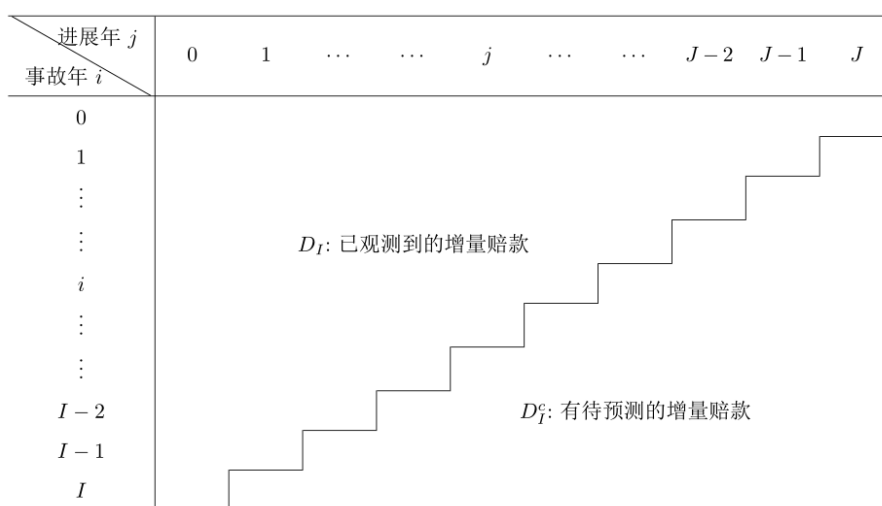 进展年 j
事故年 i
0 1 ··· ··· j ··· ··· J − 2 J − 1 J
0
1
⋮
⋮
i
⋮
⋮
I − 2
I − 1
I
D_I: 已观测到的增量赔款
D_I^c: 有待预测的增量赔款